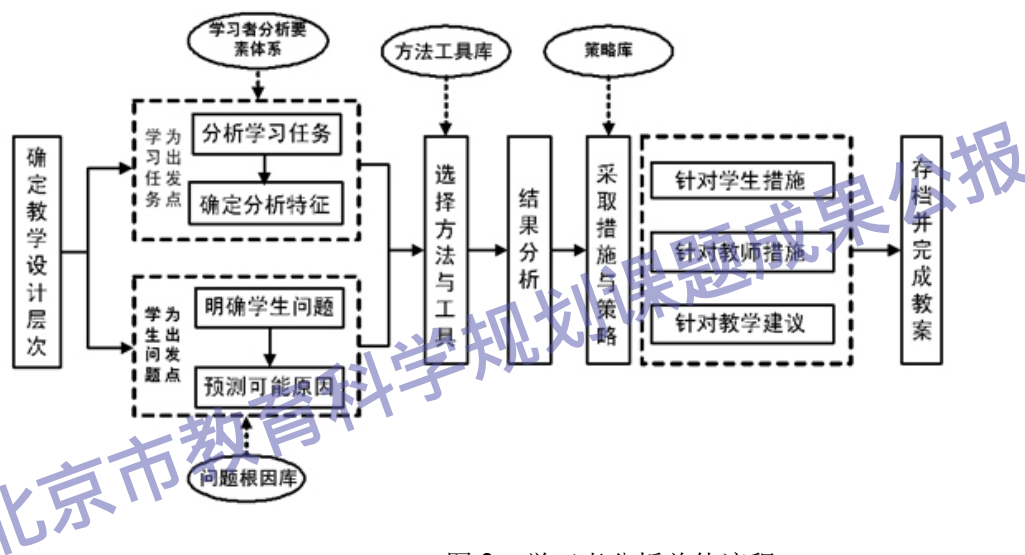 学习者分析要
素体系
方法工具库
策略库
确定教学设计层次
学习任务
为出发点
分析学习任务
确定分析特征
学生问题
为出发点
明确学生问题
预测可能原因
问题根因库
选择方法与工具
结果分析
采取措施与策略
针对学生措施
针对教师措施
针对教学建议
存档并完成教案
北京市教育科学规划课题成果公报